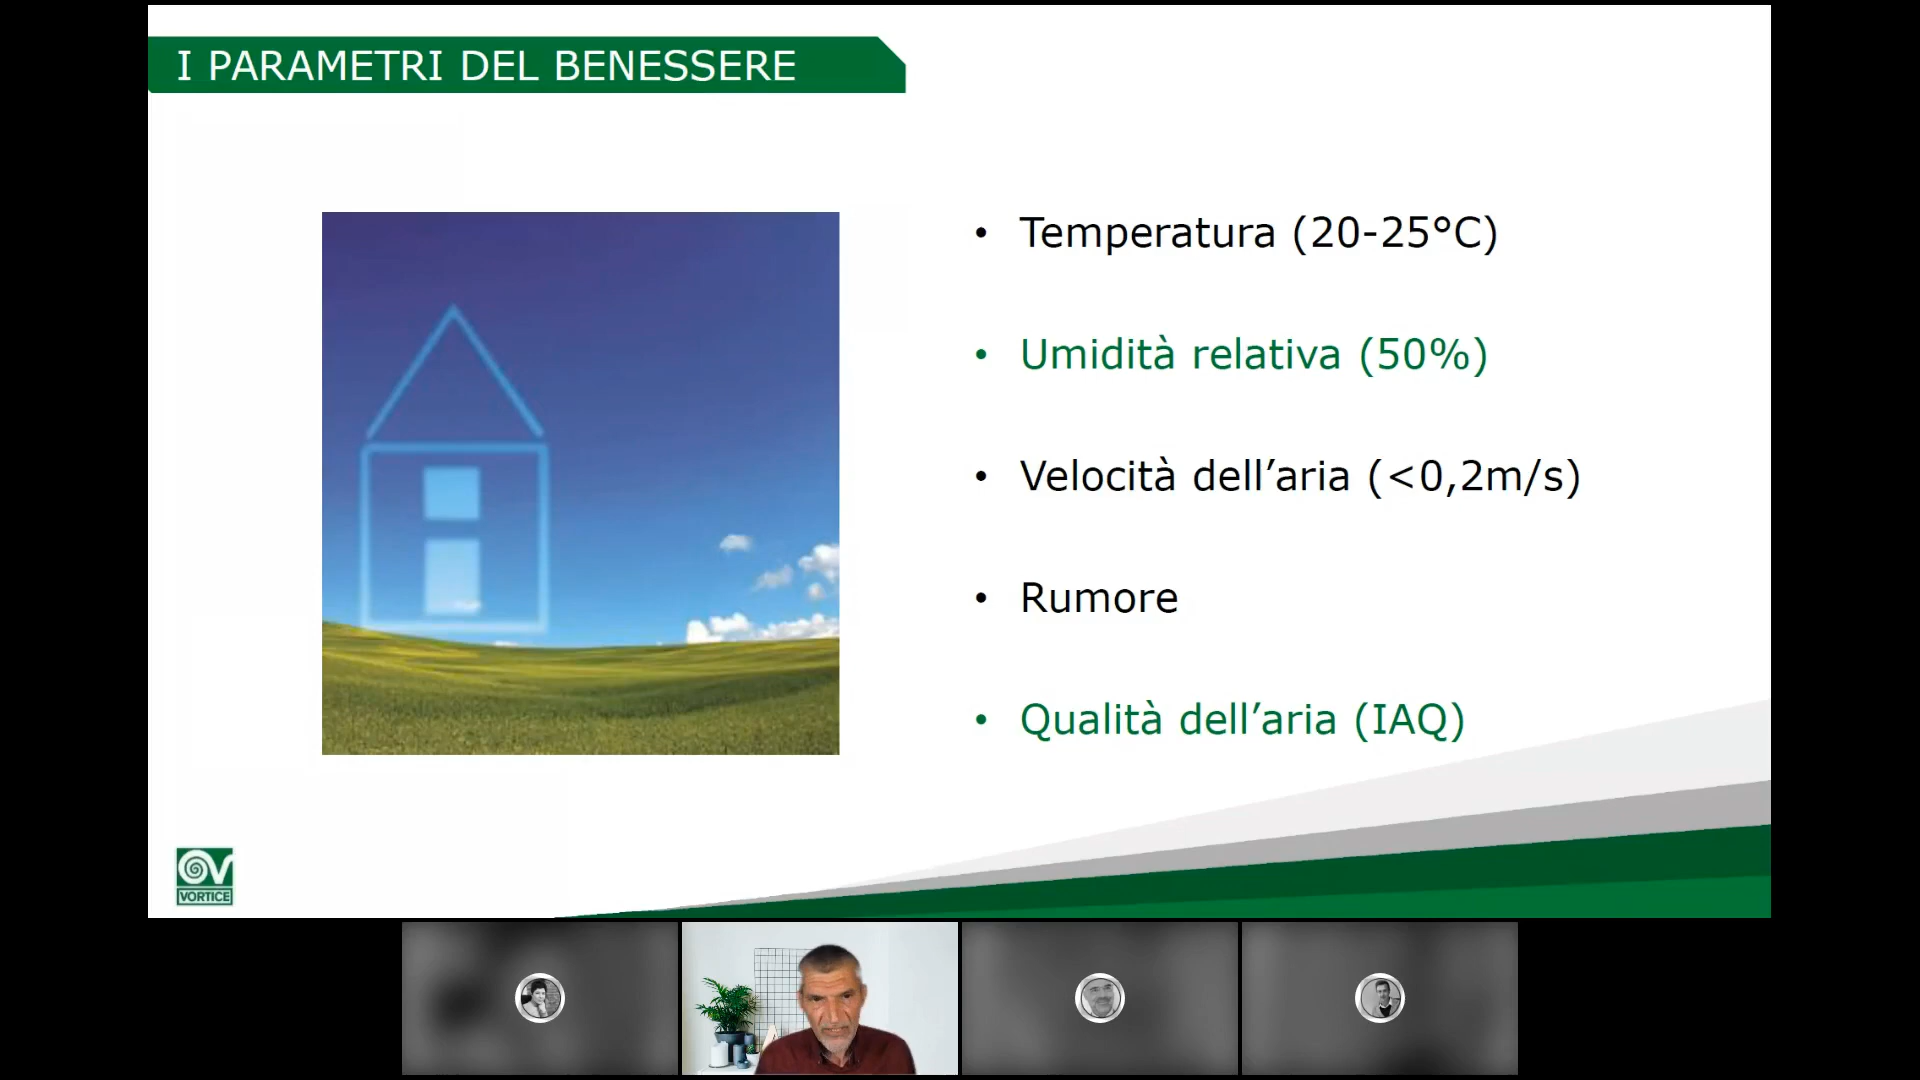 I PARAMETRI DEL BENESSERE
• Temperatura (20-25°C)
• Umidità relativa (50%)
• Velocità dell’aria (<0,2m/s)
• Rumore
• Qualità dell’aria (IAQ)
VORTICE